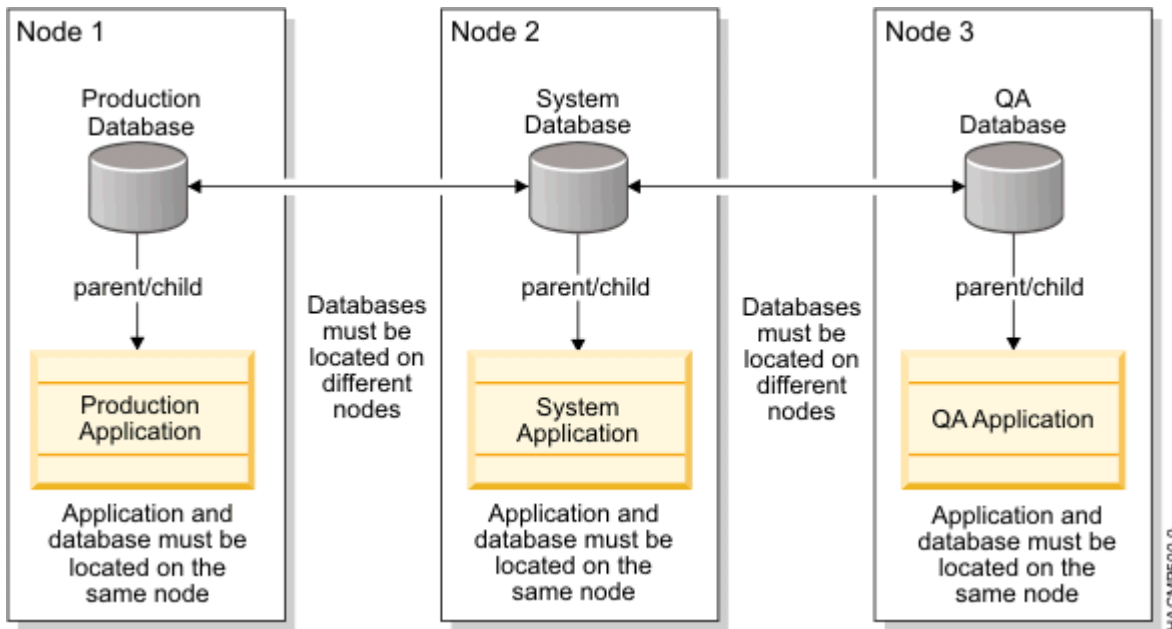 Node 1
Production
Database
parent/child
Production
Application
Application and
database must be
located on the
same node
Databases
must be
located on
different
nodes
Node 2
System
Database
parent/child
System
Application
Application and
database must be
located on the
same node
Databases
must be
located on
different
nodes
Node 3
QA
Database
parent/child
QA Application
Application and
database must be
located on the
same node